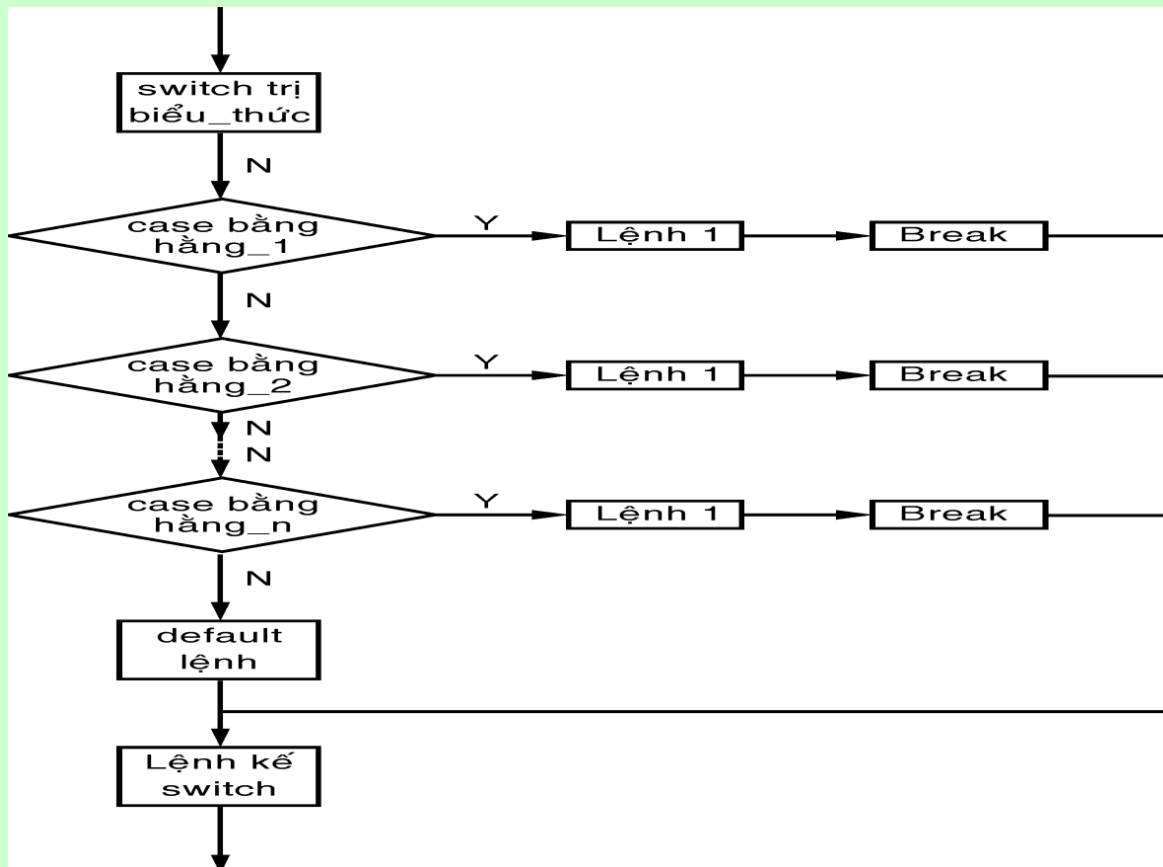 switch trị
biểu_thức
N
case bằng
hằng_1
Y
Lệnh 1
Break
N
case bằng
hằng_2
Y
Lệnh 1
Break
N
N
case bằng
hằng_n
Y
Lệnh 1
Break
N
default
lệnh
Lệnh kế
switch